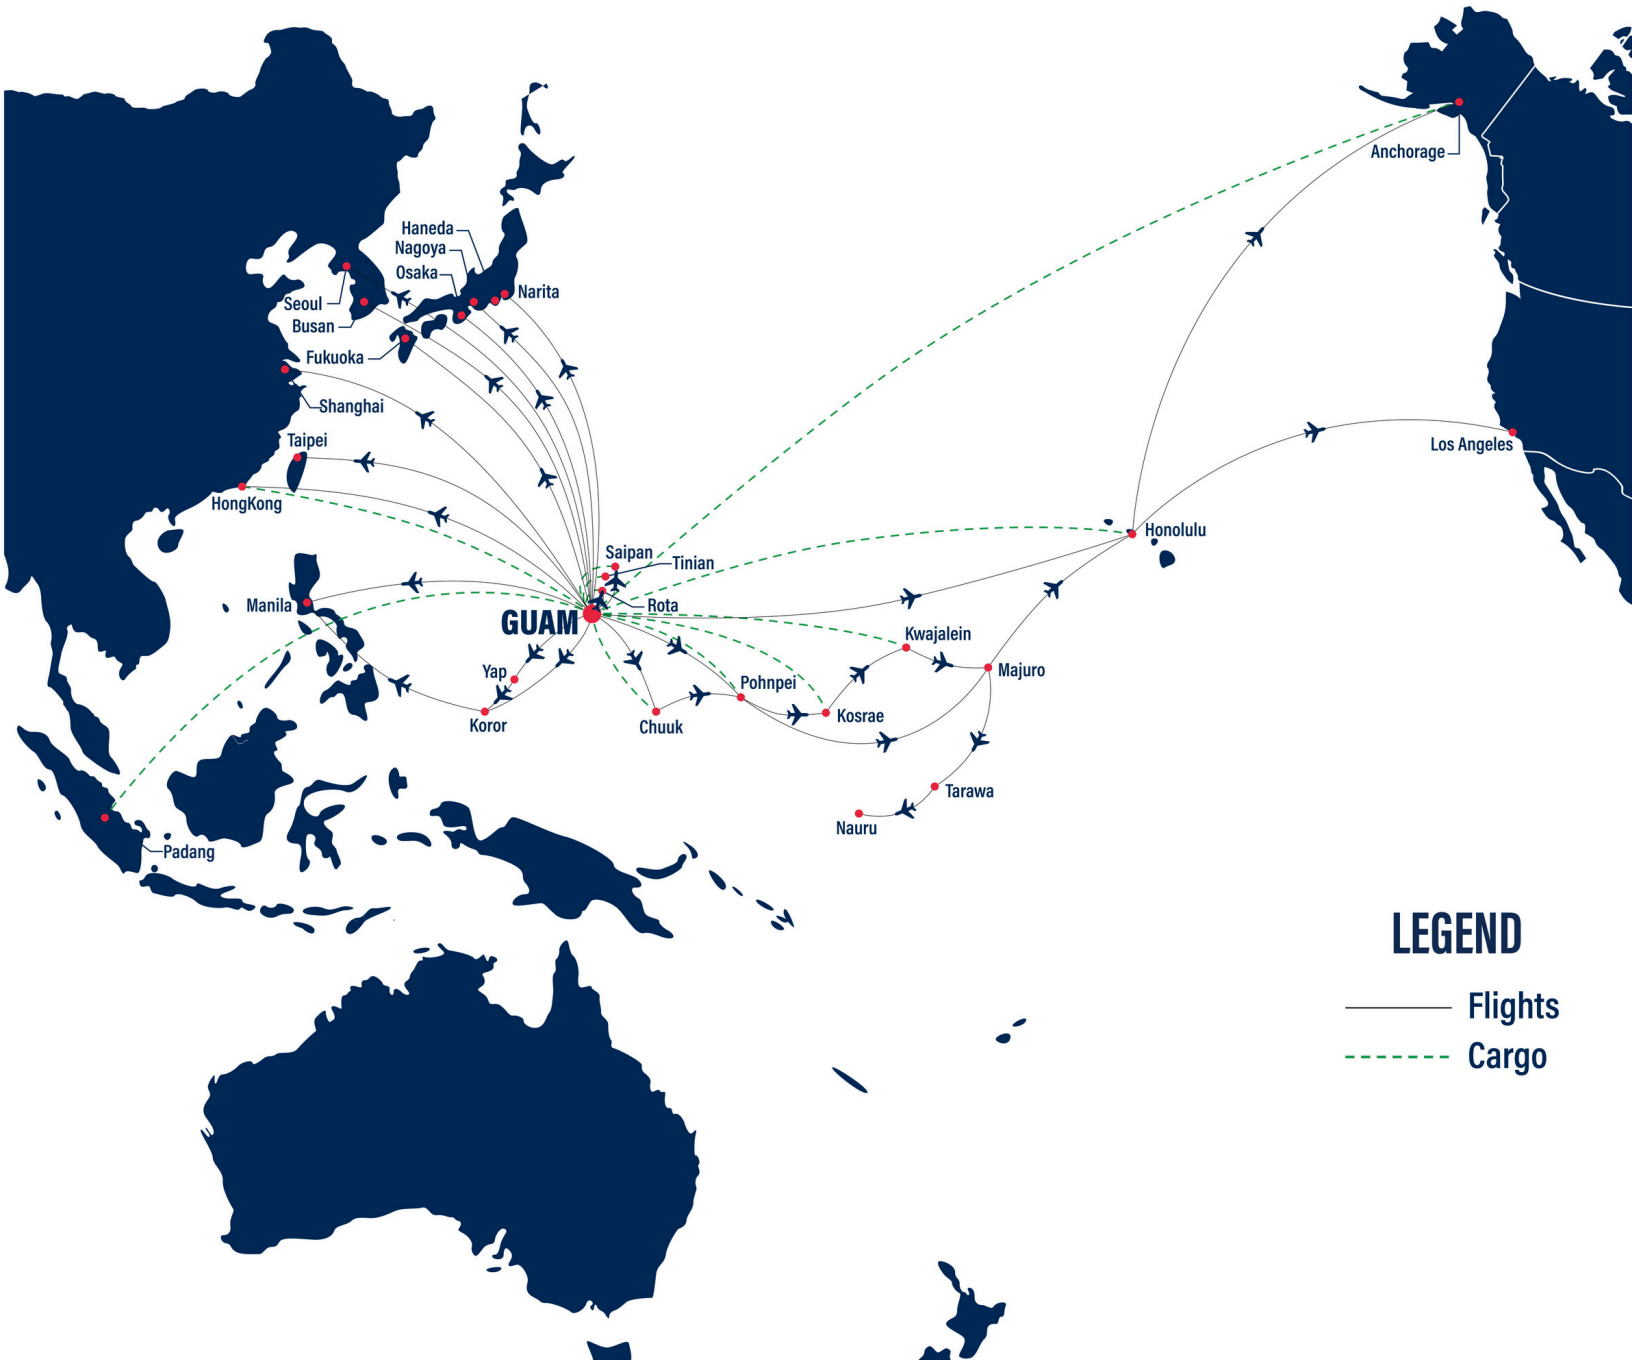 Anchorage
Haneda
Nagoya
Osaka
Narita
Seoul
Busan
Fukuoka
Shanghai
Taipei
HongKong
Los Angeles
Honolulu
Saipan
Tinian
Manila
Rota
GUAM
Kwajalein
Yap
Majuro
Pohnpei
Koror
Chuuk
Kosrae
Tarawa
Nauru
Padang
LEGEND
Flights
Cargo